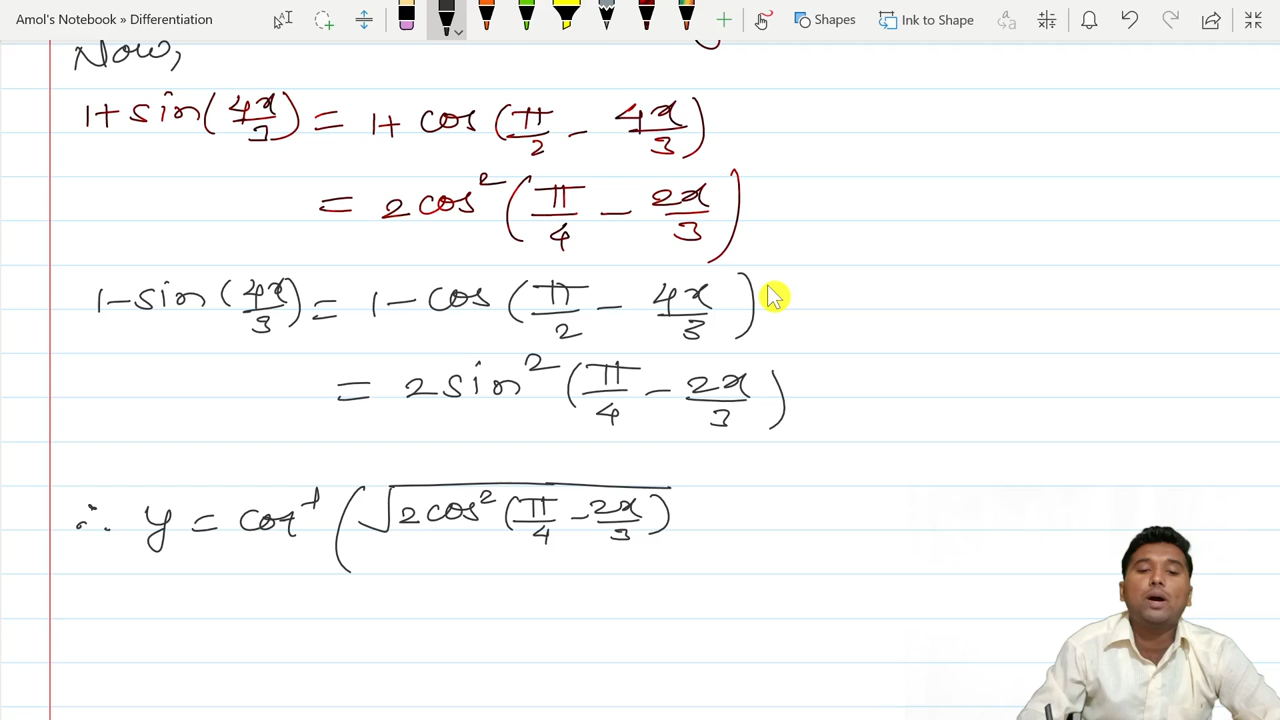 Amol's Notebook » Differentiation
Shapes
Ink to Shape
Now,
1+ sin(4x/3) = 1+ cos(π/2 - 4x/3)
= 2cos²(π/4 - 2x/3)
1-sin(4x/3) = 1-cos(π/2 - 4x/3)
= 2sin²(π/4 - 2x/3)
∴ y = cot⁻¹(√2cos²(π/4 - 2x/3)